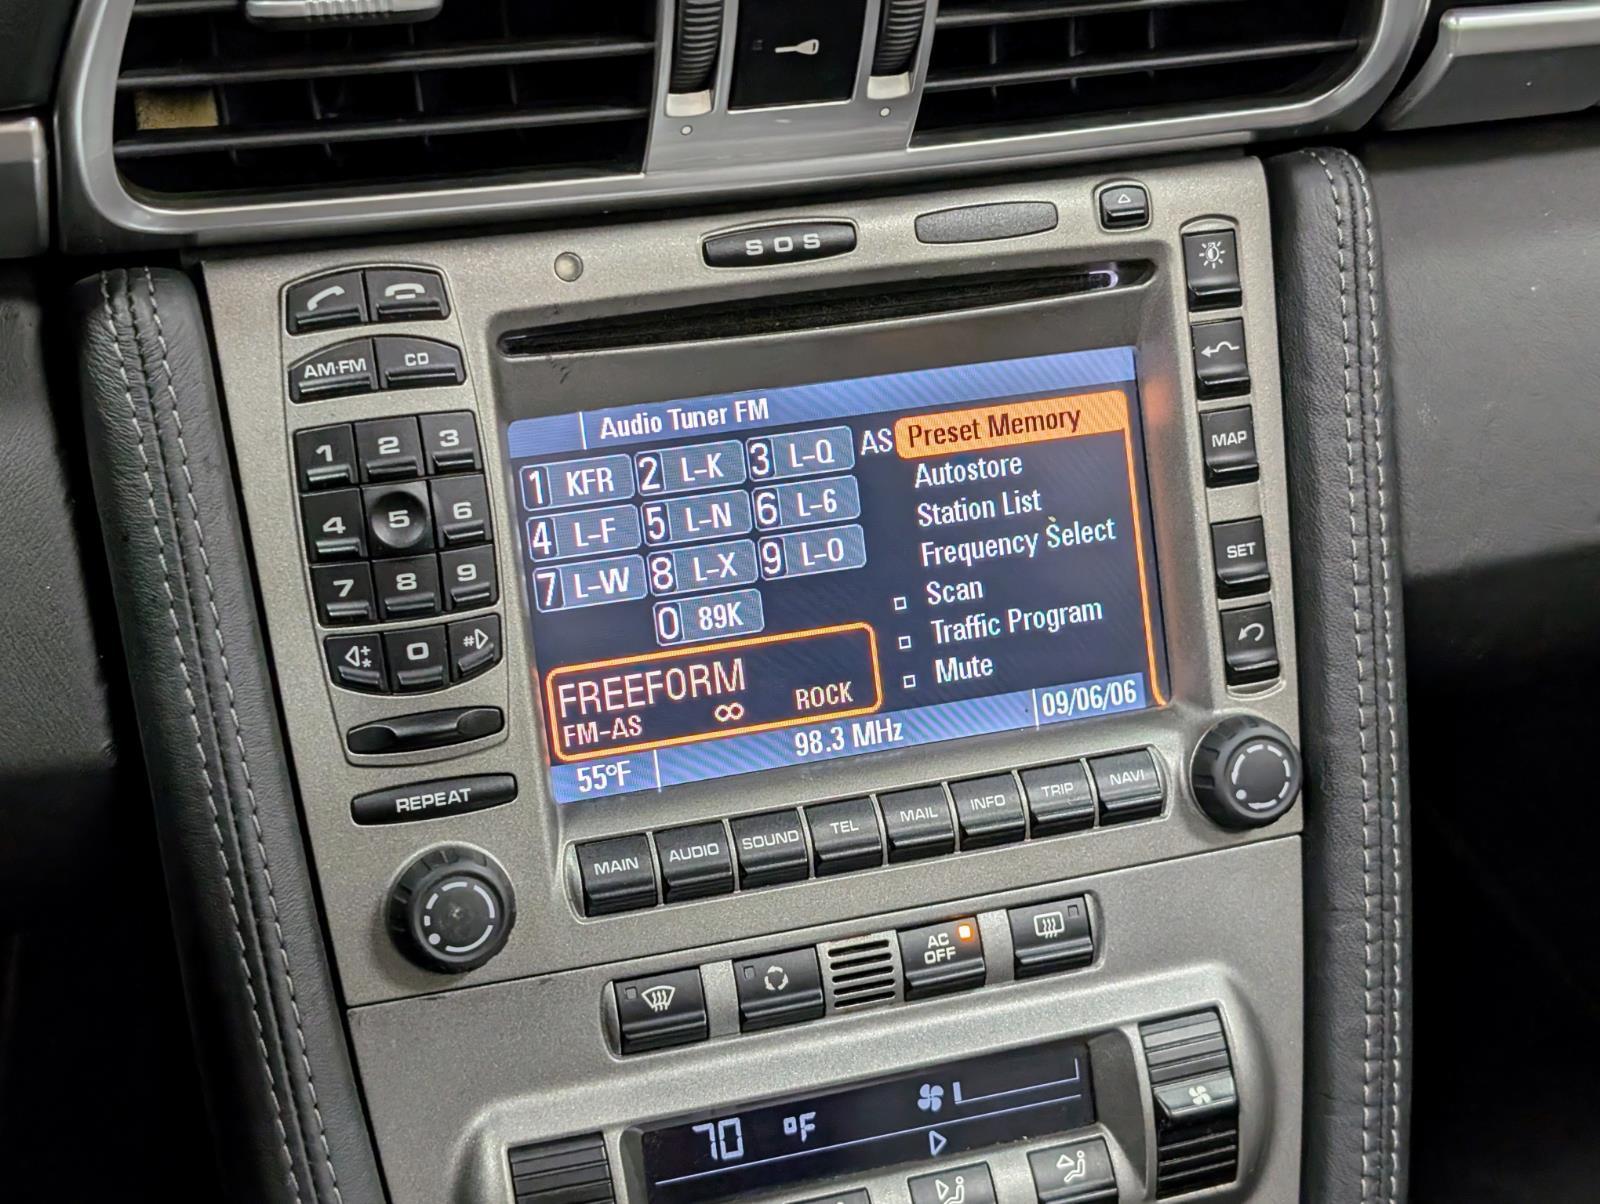 SOS
AM·FM CD
1 2 3
4 5 6
7 8 9
* 0 #
REPEAT
MAP
SET
Audio Tuner FM
1 KFR 2 L-K 3 L-Q AS
4 L-F 5 L-N 6 L-6
7 L-W 8 L-X 9 L-O
0 89K
Preset Memory
Autostore
Station List
Frequency Select
Scan
Traffic Program
Mute
FREEFORM
FM-AS ∞ ROCK
55°F 98.3 MHz 09/06/06
MAIN AUDIO SOUND TEL MAIL INFO TRIP NAVI
AC
OFF
70 °F